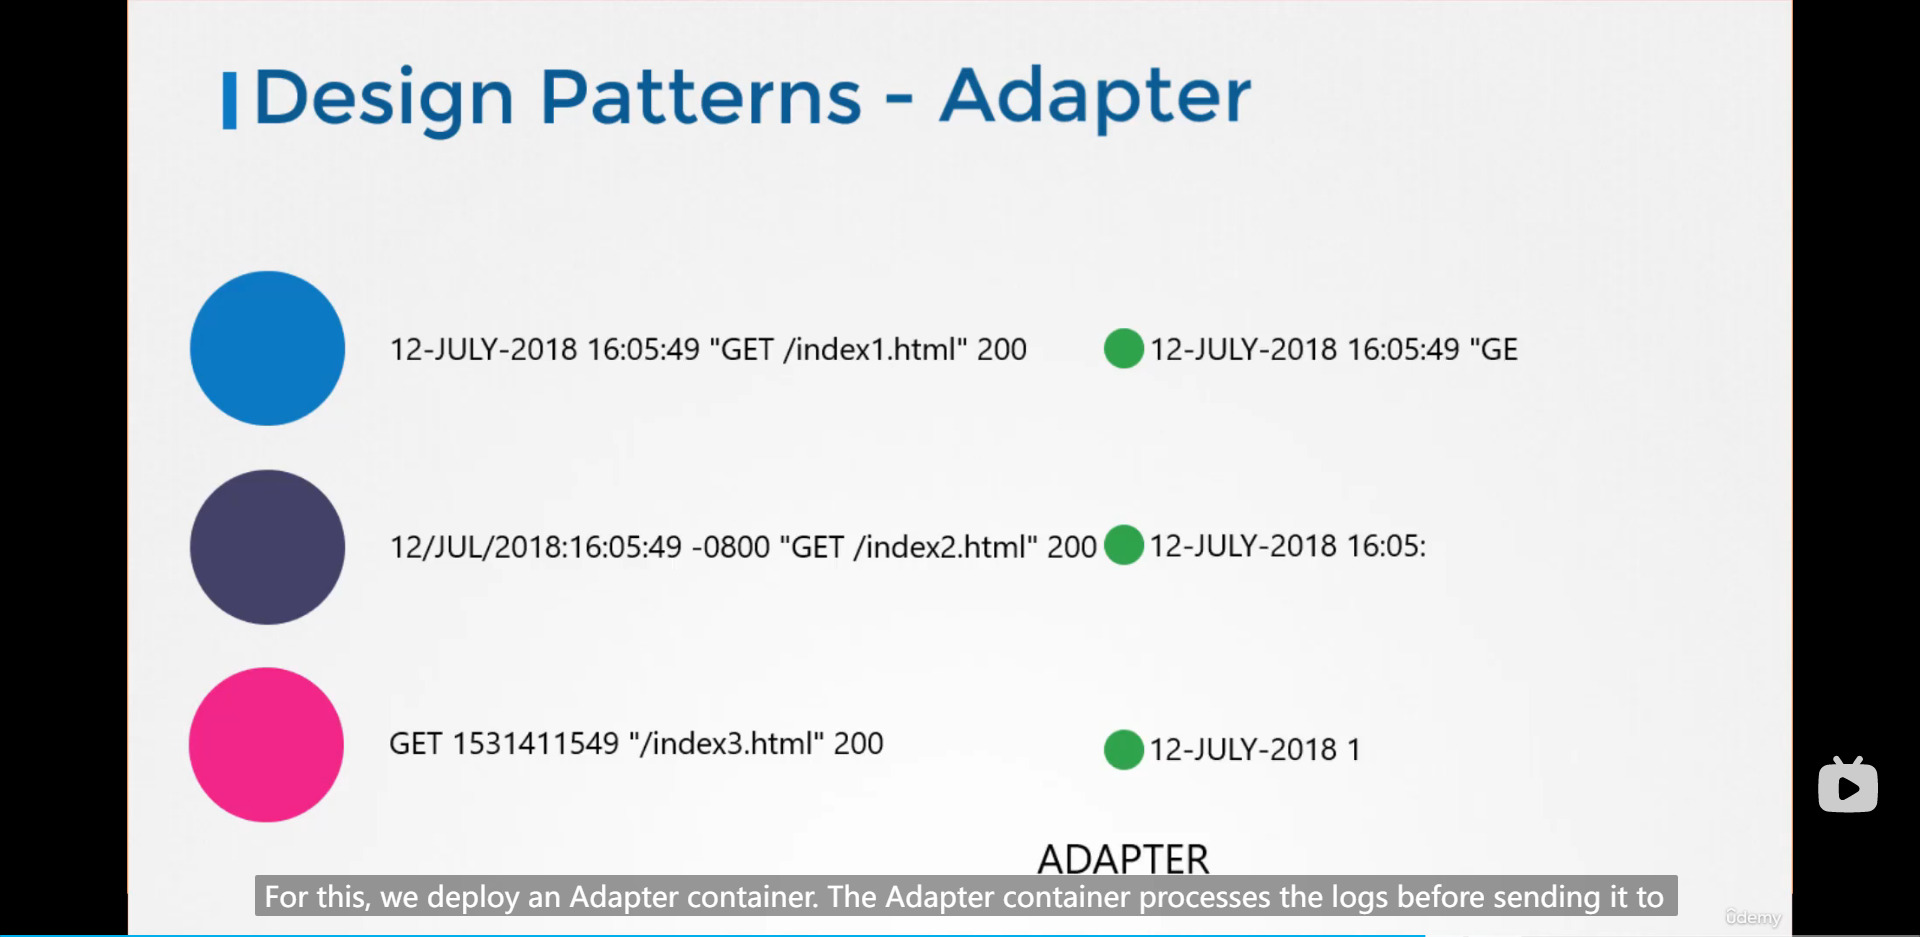 Design Patterns - Adapter
12-JULY-2018 16:05:49 "GET /index1.html" 200
12-JULY-2018 16:05:49 "GE
12/JUL/2018:16:05:49 -0800 "GET /index2.html" 200
12-JULY-2018 16:05:
GET 1531411549 "/index3.html" 200
12-JULY-2018 1
ADAPTER
For this, we deploy an Adapter container. The Adapter container processes the logs before sending it to
ûdemy